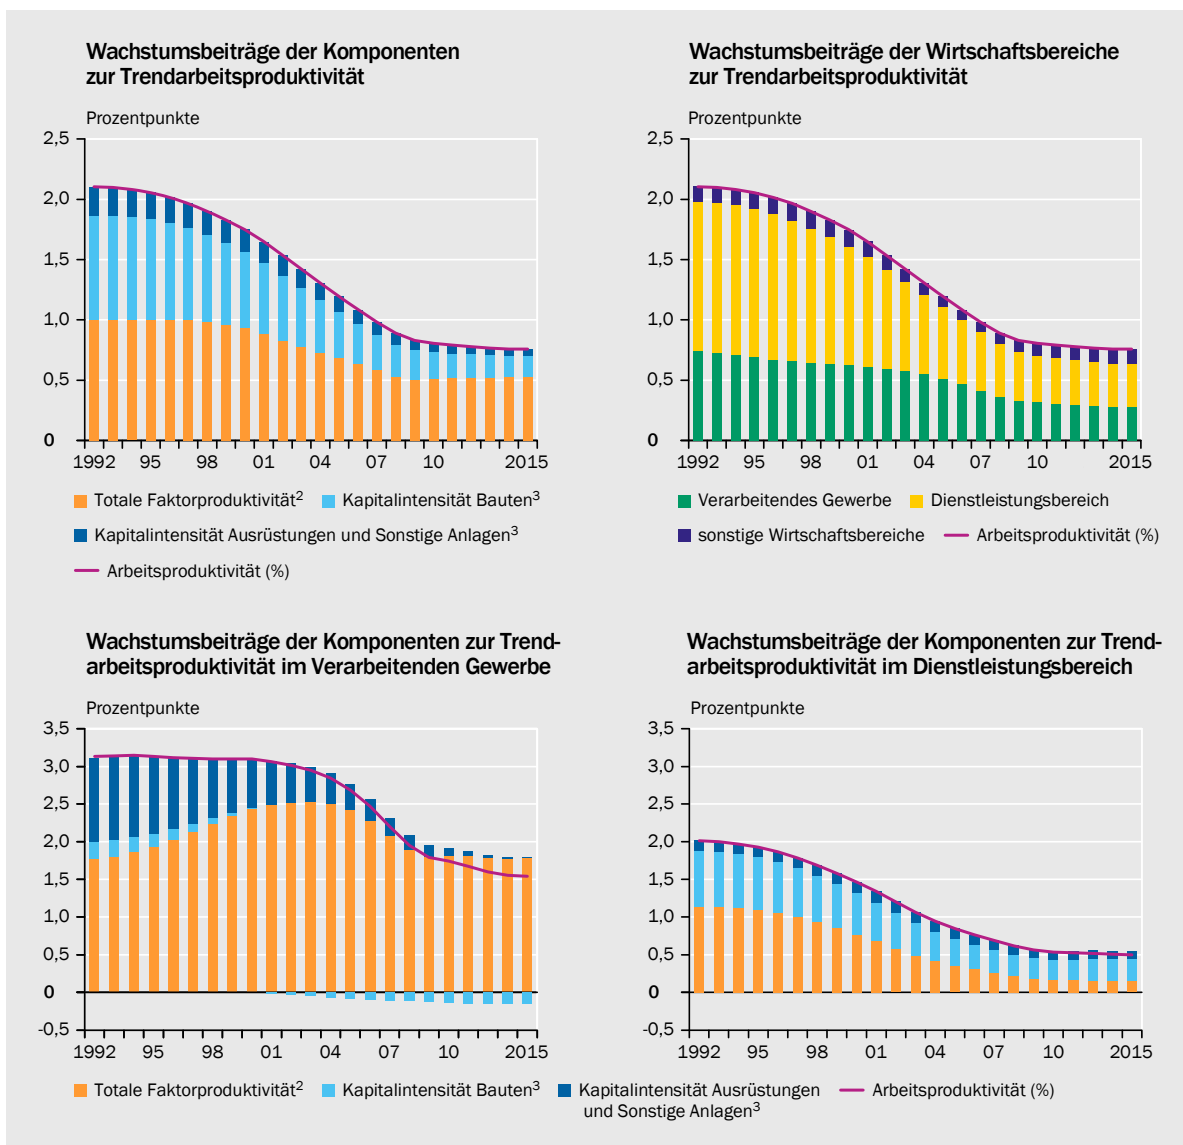 Wachstumsbeiträge der Komponenten
zur Trendarbeitsproduktivität
Prozentpunkte
2,5
2,0
1,5
1,0
0,5
0
1992 95 98 01 04 07 10 2015
Totale Faktorproduktivität² Kapitalintensität Bauten³
Kapitalintensität Ausrüstungen und Sonstige Anlagen³
Arbeitsproduktivität (%)
Wachstumsbeiträge der Wirtschaftsbereiche
zur Trendarbeitsproduktivität
Prozentpunkte
2,5
2,0
1,5
1,0
0,5
0
1992 95 98 01 04 07 10 2015
Verarbeitendes Gewerbe Dienstleistungsbereich
sonstige Wirtschaftsbereiche Arbeitsproduktivität (%)
Wachstumsbeiträge der Komponenten zur Trend-
arbeitsproduktivität im Verarbeitenden Gewerbe
Prozentpunkte
3,5
3,0
2,5
2,0
1,5
1,0
0,5
0
-0,5
1992 95 98 01 04 07 10 2015
Wachstumsbeiträge der Komponenten zur Trend-
arbeitsproduktivität im Dienstleistungsbereich
Prozentpunkte
3,5
3,0
2,5
2,0
1,5
1,0
0,5
0
-0,5
1992 95 98 01 04 07 10 2015
Totale Faktorproduktivität² Kapitalintensität Bauten³ Kapitalintensität Ausrüstungen Arbeitsproduktivität (%)
und Sonstige Anlagen³